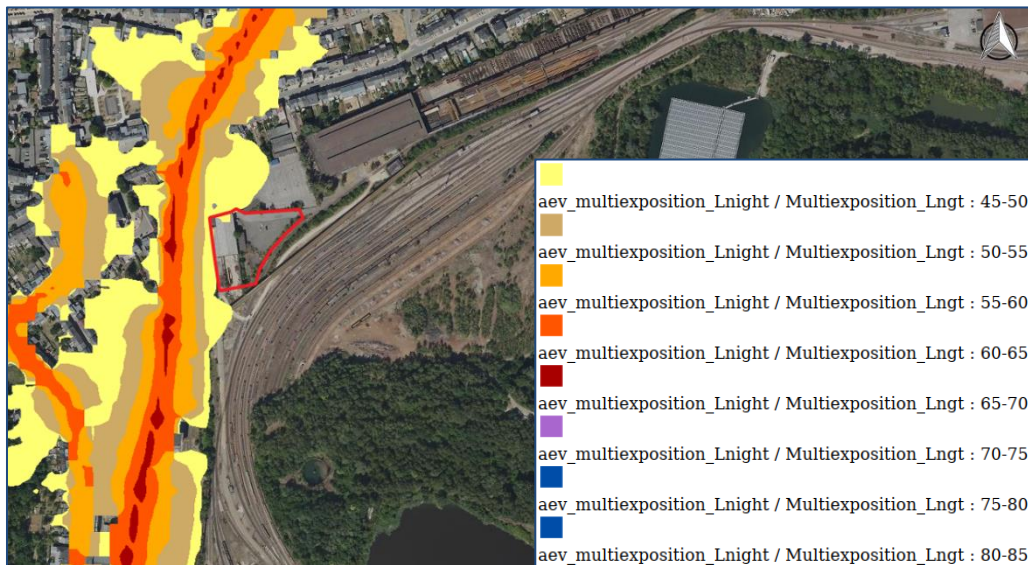 aev_multiexposition_Lnight / Multiexposition_Lngt : 45-50
aev_multiexposition_Lnight / Multiexposition_Lngt : 50-55
aev_multiexposition_Lnight / Multiexposition_Lngt : 55-60
aev_multiexposition_Lnight / Multiexposition_Lngt : 60-65
aev_multiexposition_Lnight / Multiexposition_Lngt : 65-70
aev_multiexposition_Lnight / Multiexposition_Lngt : 70-75
aev_multiexposition_Lnight / Multiexposition_Lngt : 75-80
aev_multiexposition_Lnight / Multiexposition_Lngt : 80-85